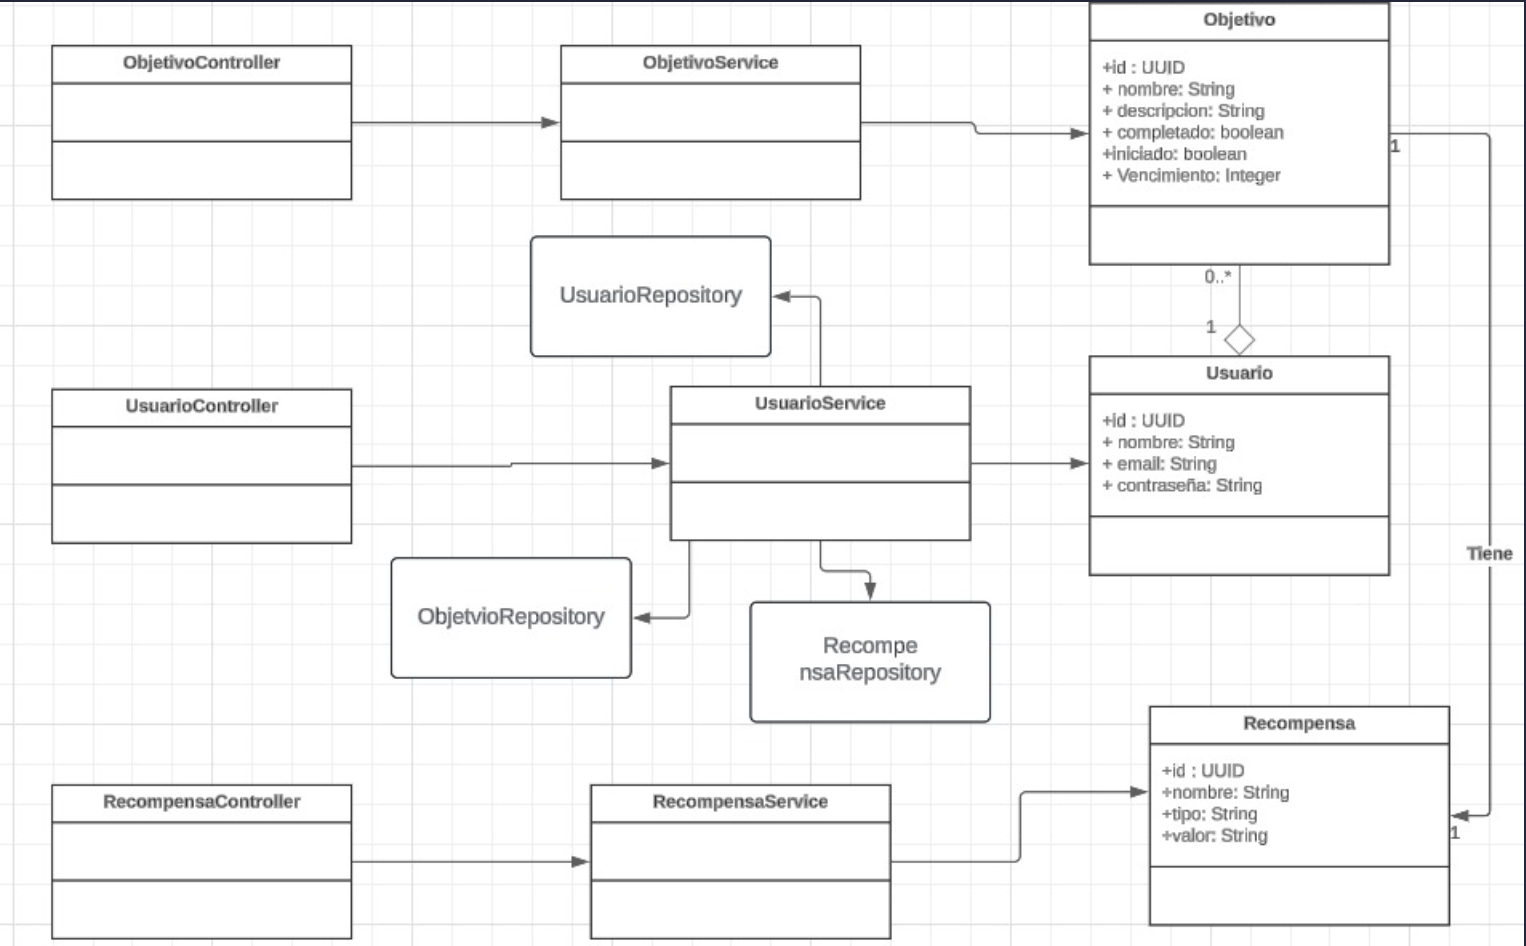 Objetivo
+id : UUID
+ nombre: String
+ descripcion: String
+ completado: boolean
+iniciado: boolean
+ Vencimiento: Integer
ObjetivoController
ObjetivoService
1
0..*
1
UsuarioRepository
Usuario
+id : UUID
+ nombre: String
+ email: String
+ contraseña: String
UsuarioController
UsuarioService
Tiene
ObjetvioRepository
Recompe
nsaRepository
Recompensa
+id : UUID
+nombre: String
+tipo: String
+valor: String
1
RecompensaController
RecompensaService